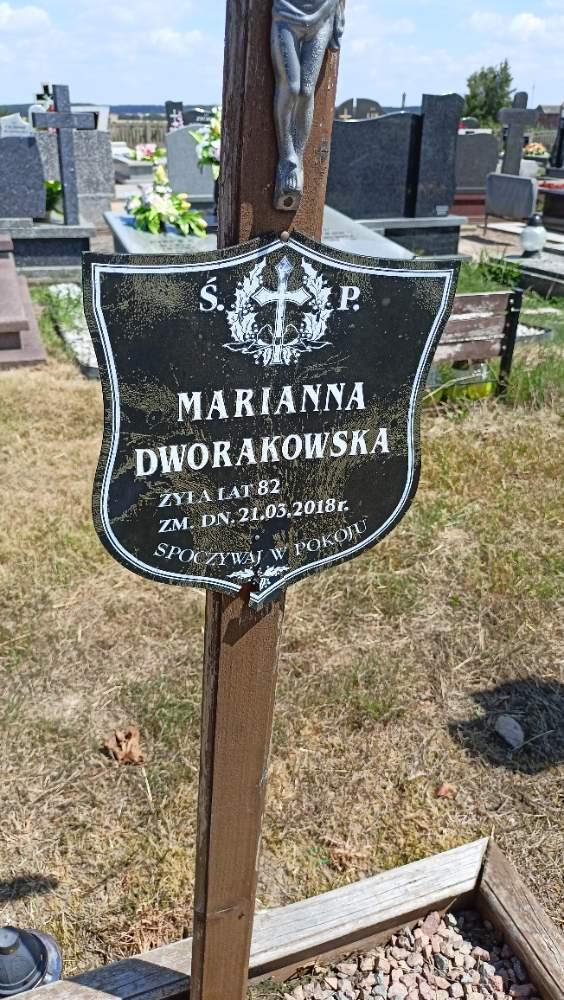 Ś. P.
MARIANNA
DWORAKOWSKA
ŻYŁA LAT 82
ZM. DN. 21.03.2018r.
SPOCZYWAJ W POKOJU